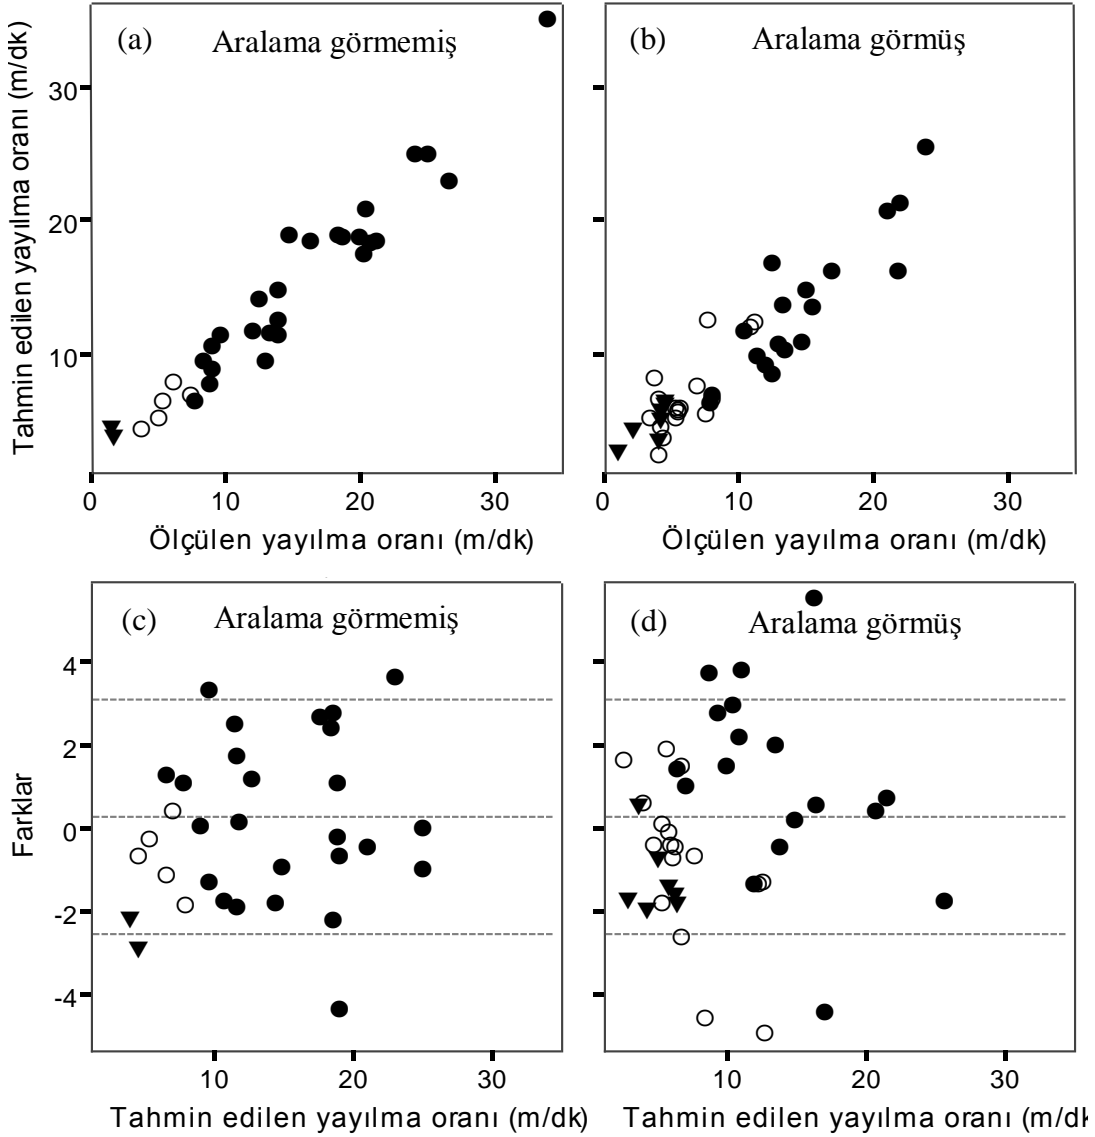 (a) Aralama görmemiş
(b) Aralama görmüş
Tahmin edilen yayılma oranı (m/dk)
30
20
10
0 10 20 30
0 10 20 30
Ölçülen yayılma oranı (m/dk)
Ölçülen yayılma oranı (m/dk)
(c) Aralama görmemiş
(d) Aralama görmüş
Farklar
4
2
0
-2
-4
10 20 30
10 20 30
Tahmin edilen yayılma oranı (m/dk)
Tahmin edilen yayılma oranı (m/dk